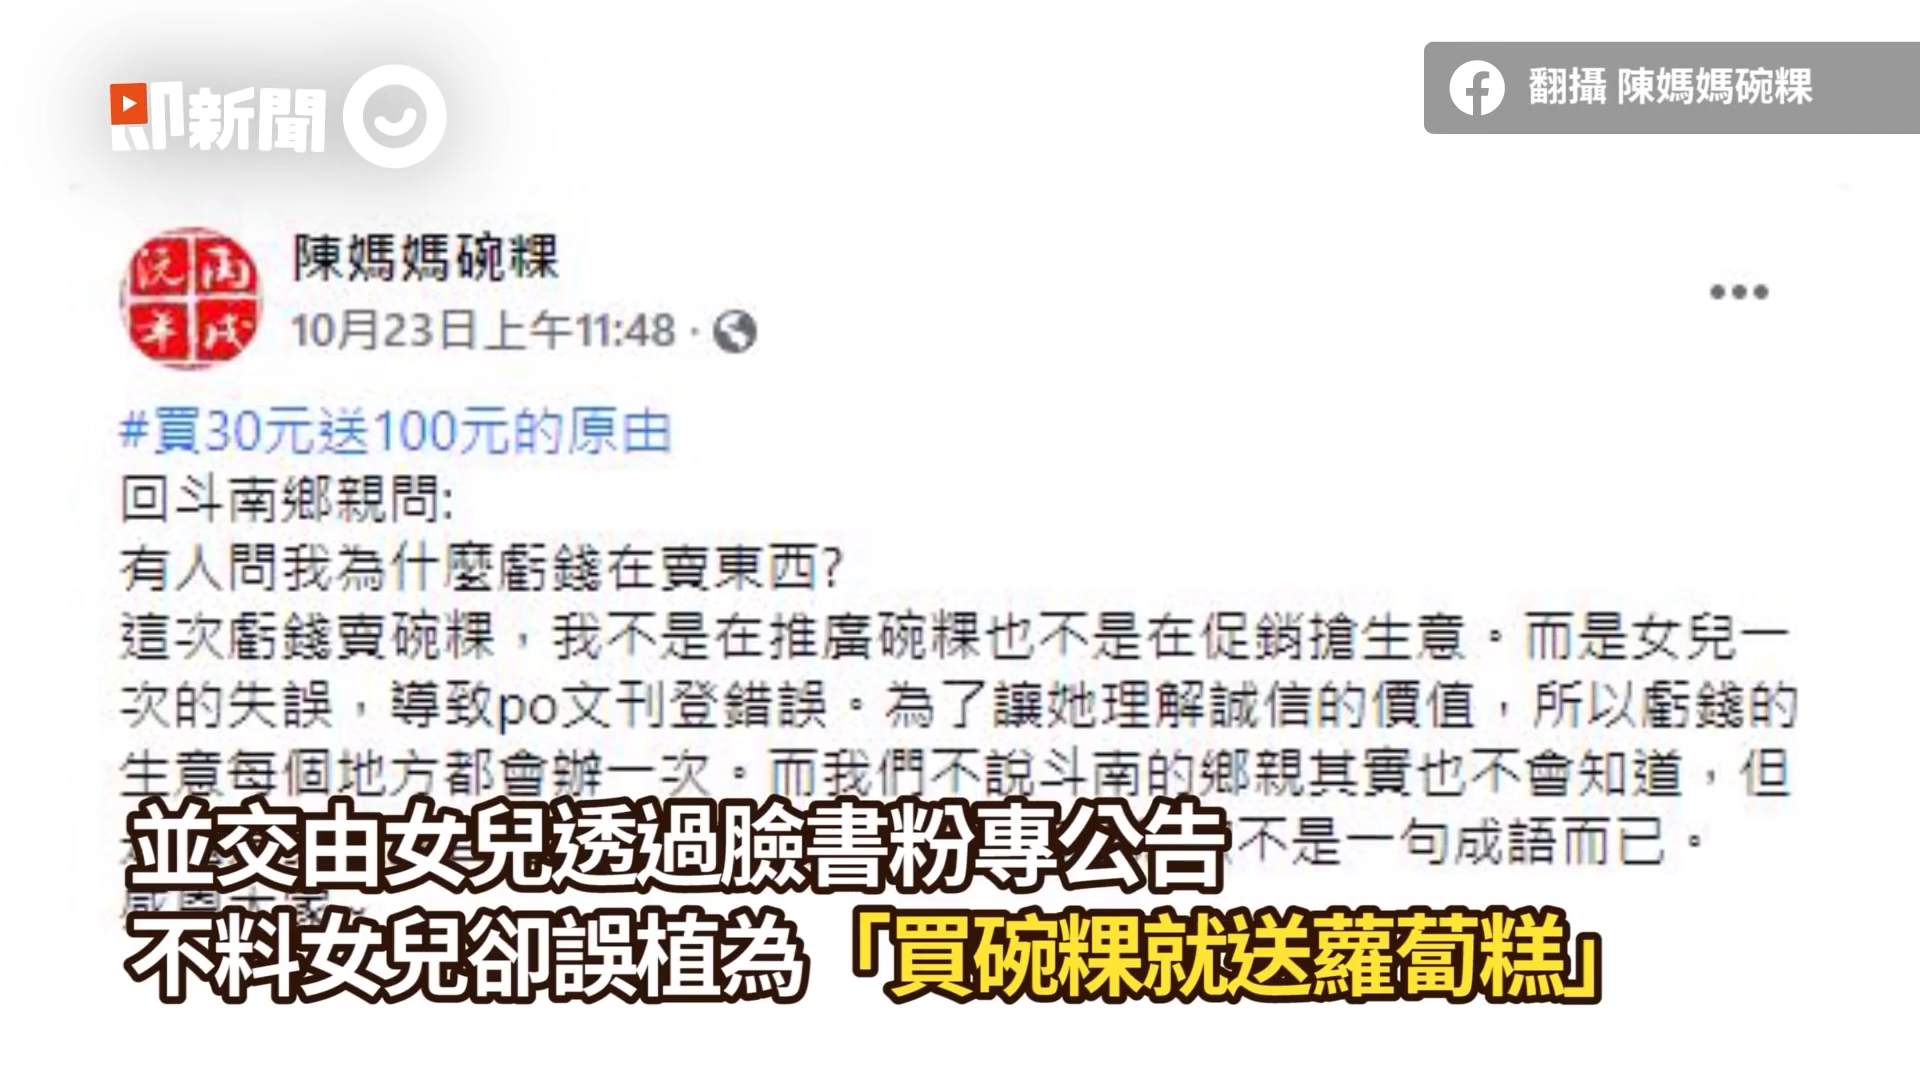 即新聞
翻攝 陳媽媽碗粿
陳媽媽碗粿
10月23日上午11:48 ·
#買30元送100元的原由
回斗南鄉親問:
有人問我為什麼虧錢在賣東西?
這次虧錢賣碗粿，我不是在推廣碗粿也不是在促銷搶生意。而是女兒一
次的失誤，導致po文刊登錯誤。為了讓她理解誠信的價值，所以虧錢的
生意每個地方都會辦一次。而我們不說斗南的鄉親其實也不會知道，但
不是一句成語而已。
並交由女兒透過臉書粉專公告
不料女兒卻誤植為「買碗粿就送蘿蔔糕」